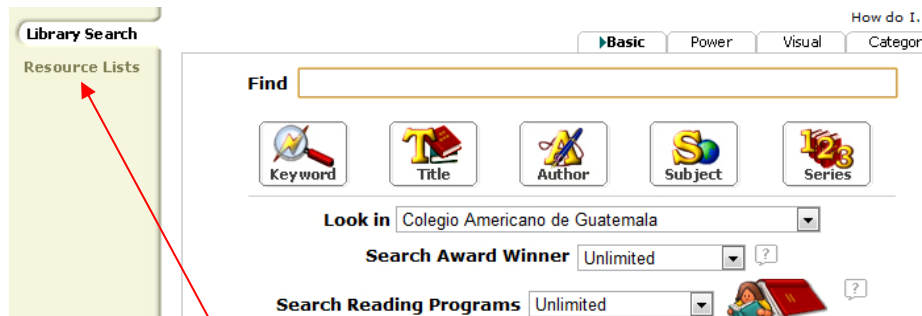 How do I.
Library Search
Basic Power Visual Categor
Resource Lists
Find
Keyword Title Author Subject Series
Look in Colegio Americano de Guatemala
Search Award Winner Unlimited ?
Search Reading Programs Unlimited ?